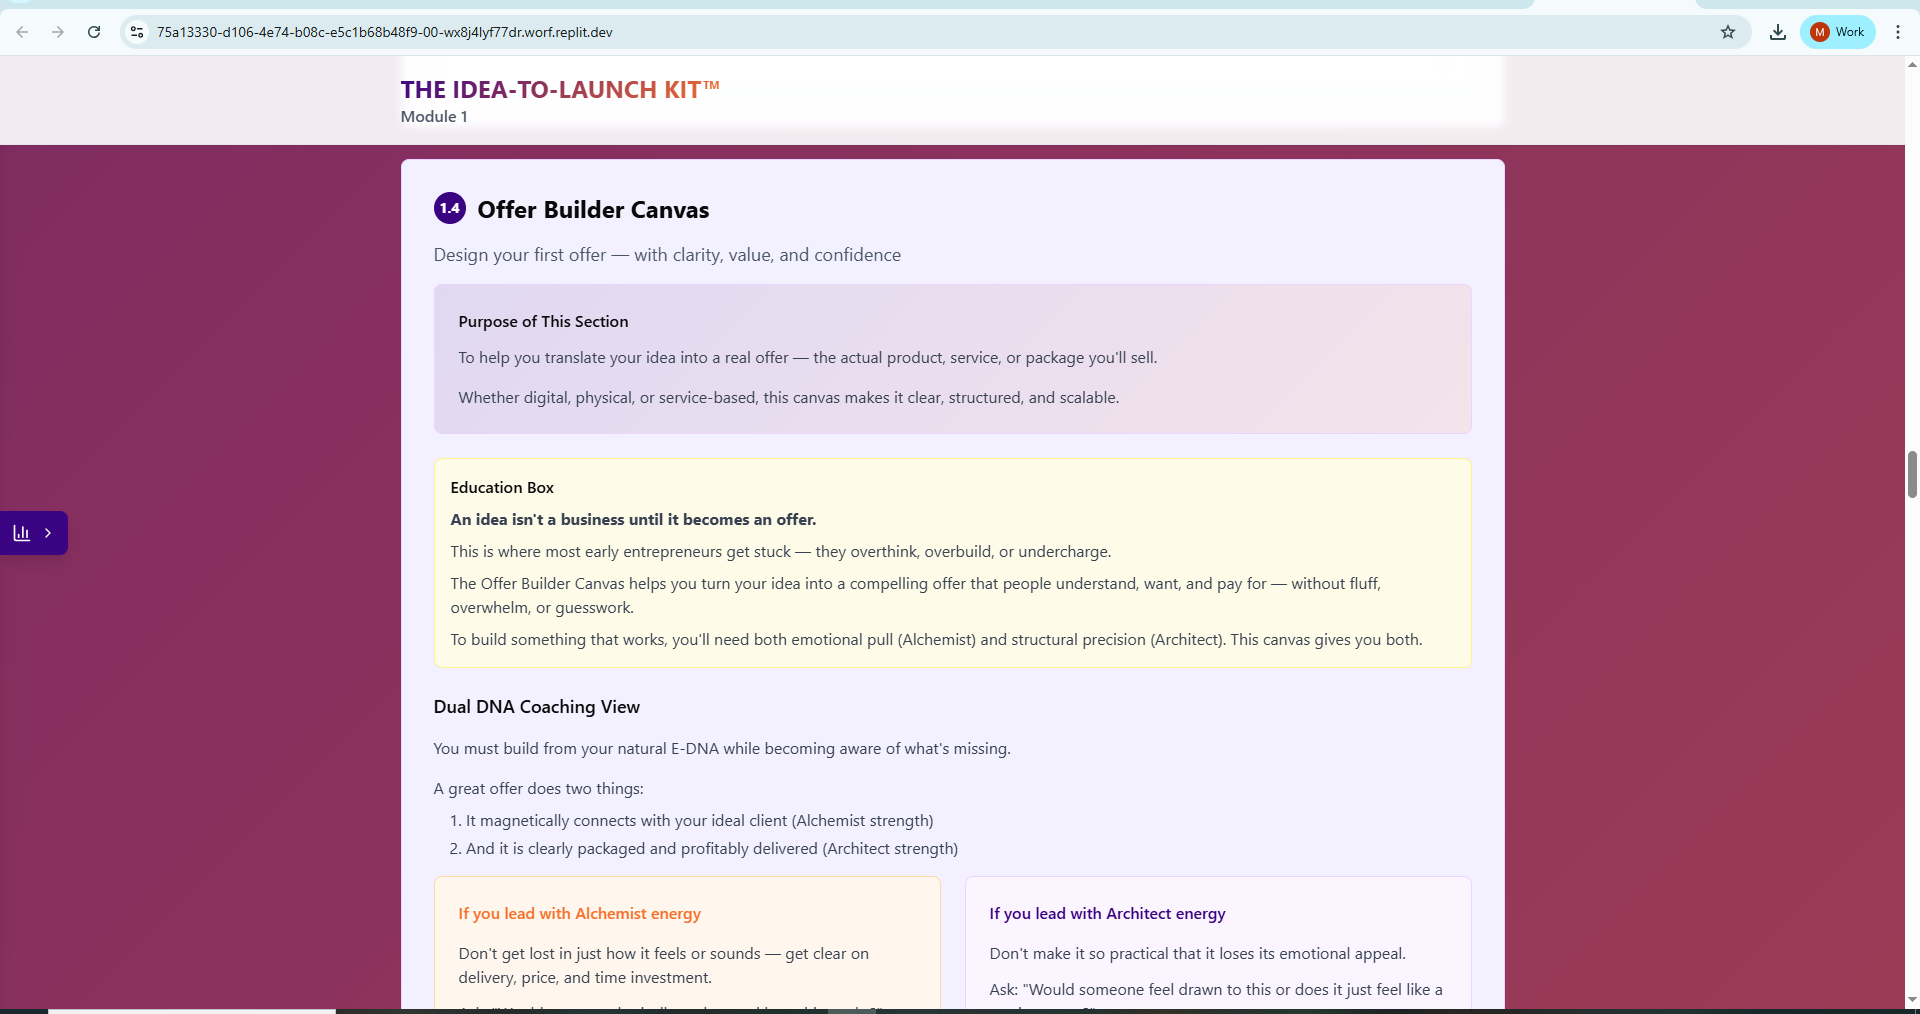 75a13330-d106-4e74-b08c-e5c1b68b48f9-00-wx8j4lyf77dr.worf.replit.dev
M Work
THE IDEA-TO-LAUNCH KIT™
Module 1
1.4 Offer Builder Canvas
Design your first offer — with clarity, value, and confidence
Purpose of This Section
To help you translate your idea into a real offer — the actual product, service, or package you'll sell.
Whether digital, physical, or service-based, this canvas makes it clear, structured, and scalable.
Education Box
An idea isn't a business until it becomes an offer.
This is where most early entrepreneurs get stuck — they overthink, overbuild, or undercharge.
The Offer Builder Canvas helps you turn your idea into a compelling offer that people understand, want, and pay for — without fluff,
overwhelm, or guesswork.
To build something that works, you'll need both emotional pull (Alchemist) and structural precision (Architect). This canvas gives you both.
Dual DNA Coaching View
You must build from your natural E-DNA while becoming aware of what's missing.
A great offer does two things:
1. It magnetically connects with your ideal client (Alchemist strength)
2. And it is clearly packaged and profitably delivered (Architect strength)
If you lead with Alchemist energy
Don't get lost in just how it feels or sounds — get clear on
delivery, price, and time investment.
If you lead with Architect energy
Don't make it so practical that it loses its emotional appeal.
Ask: "Would someone feel drawn to this or does it just feel like a